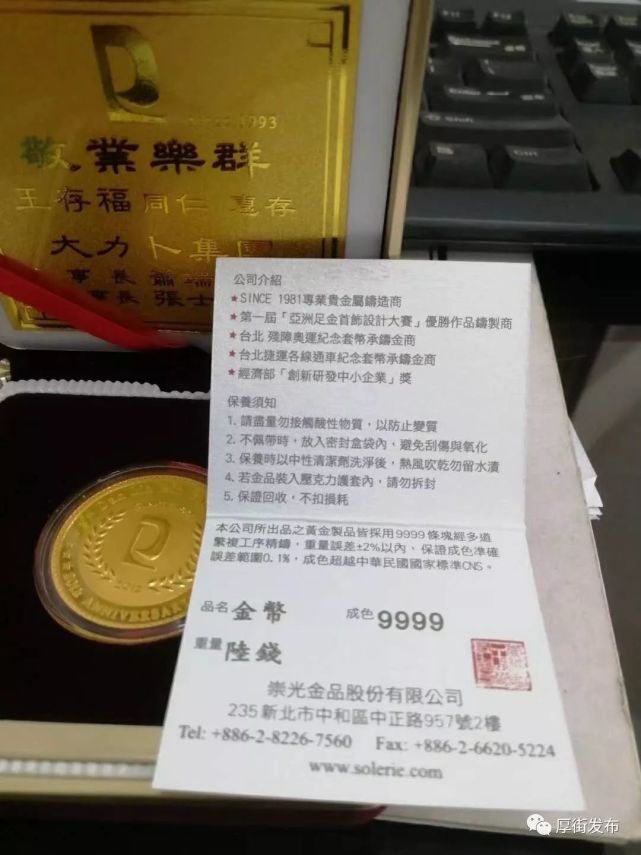 SINCE 1993
敬業樂群
王存福 同仁 惠存
大力卜集團
事長
事長 張士
公司介紹
★SINCE 1981專業貴金屬鑄造商
★第一屆「亞洲足金首飾設計大賽」優勝作品鑄製商
★台北 殘障奧運紀念套幣承鑄金商
★台北捷運各線通車紀念套幣承鑄金商
★經濟部「創新研發中小企業」獎
保養須知
1. 請盡量勿接觸酸性物質，以防止變質
2. 不佩帶時，放入密封盒袋內，避免刮傷與氧化
3. 保養時以中性清潔劑洗淨後，熱風吹乾勿留水漬
4. 若金品裝入壓克力護套內，請勿拆封
5. 保證回收，不扣損耗
本公司所出品之黃金製品皆採用9999條塊經多道
繁複工序精鑄，重量誤差±2%以內、保證成色準確
誤差範圍0.1%，成色超越中華民國國家標準CNS。
品名 金幣 成色 9999
重量 陸錢
崇光金品股份有限公司
235新北市中和區中正路957號2樓
Tel: +886-2-8226-7560 Fax: +886-2-6620-5224
www.solerie.com
ANNIVERSARY
2013
Enter
Shift
Ctrl
厚街发布